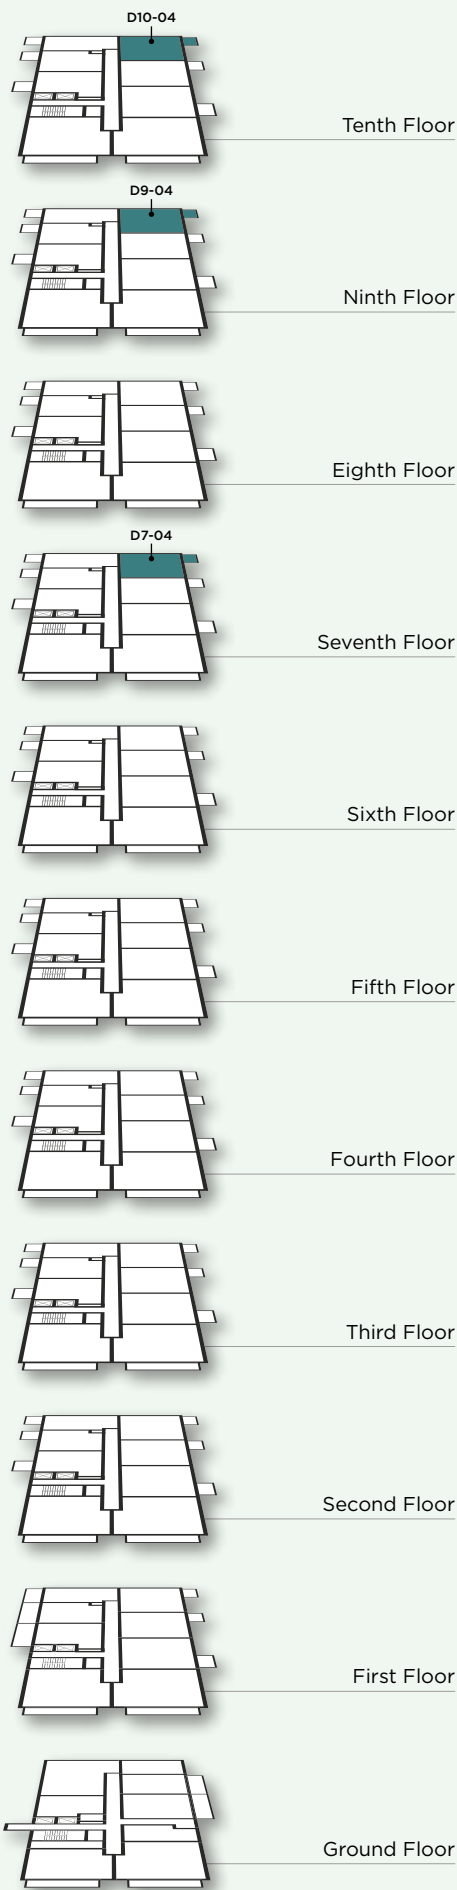 D10-04
Tenth Floor
D9-04
Ninth Floor
Eighth Floor
D7-04
Seventh Floor
Sixth Floor
Fifth Floor
Fourth Floor
Third Floor
Second Floor
First Floor
Ground Floor